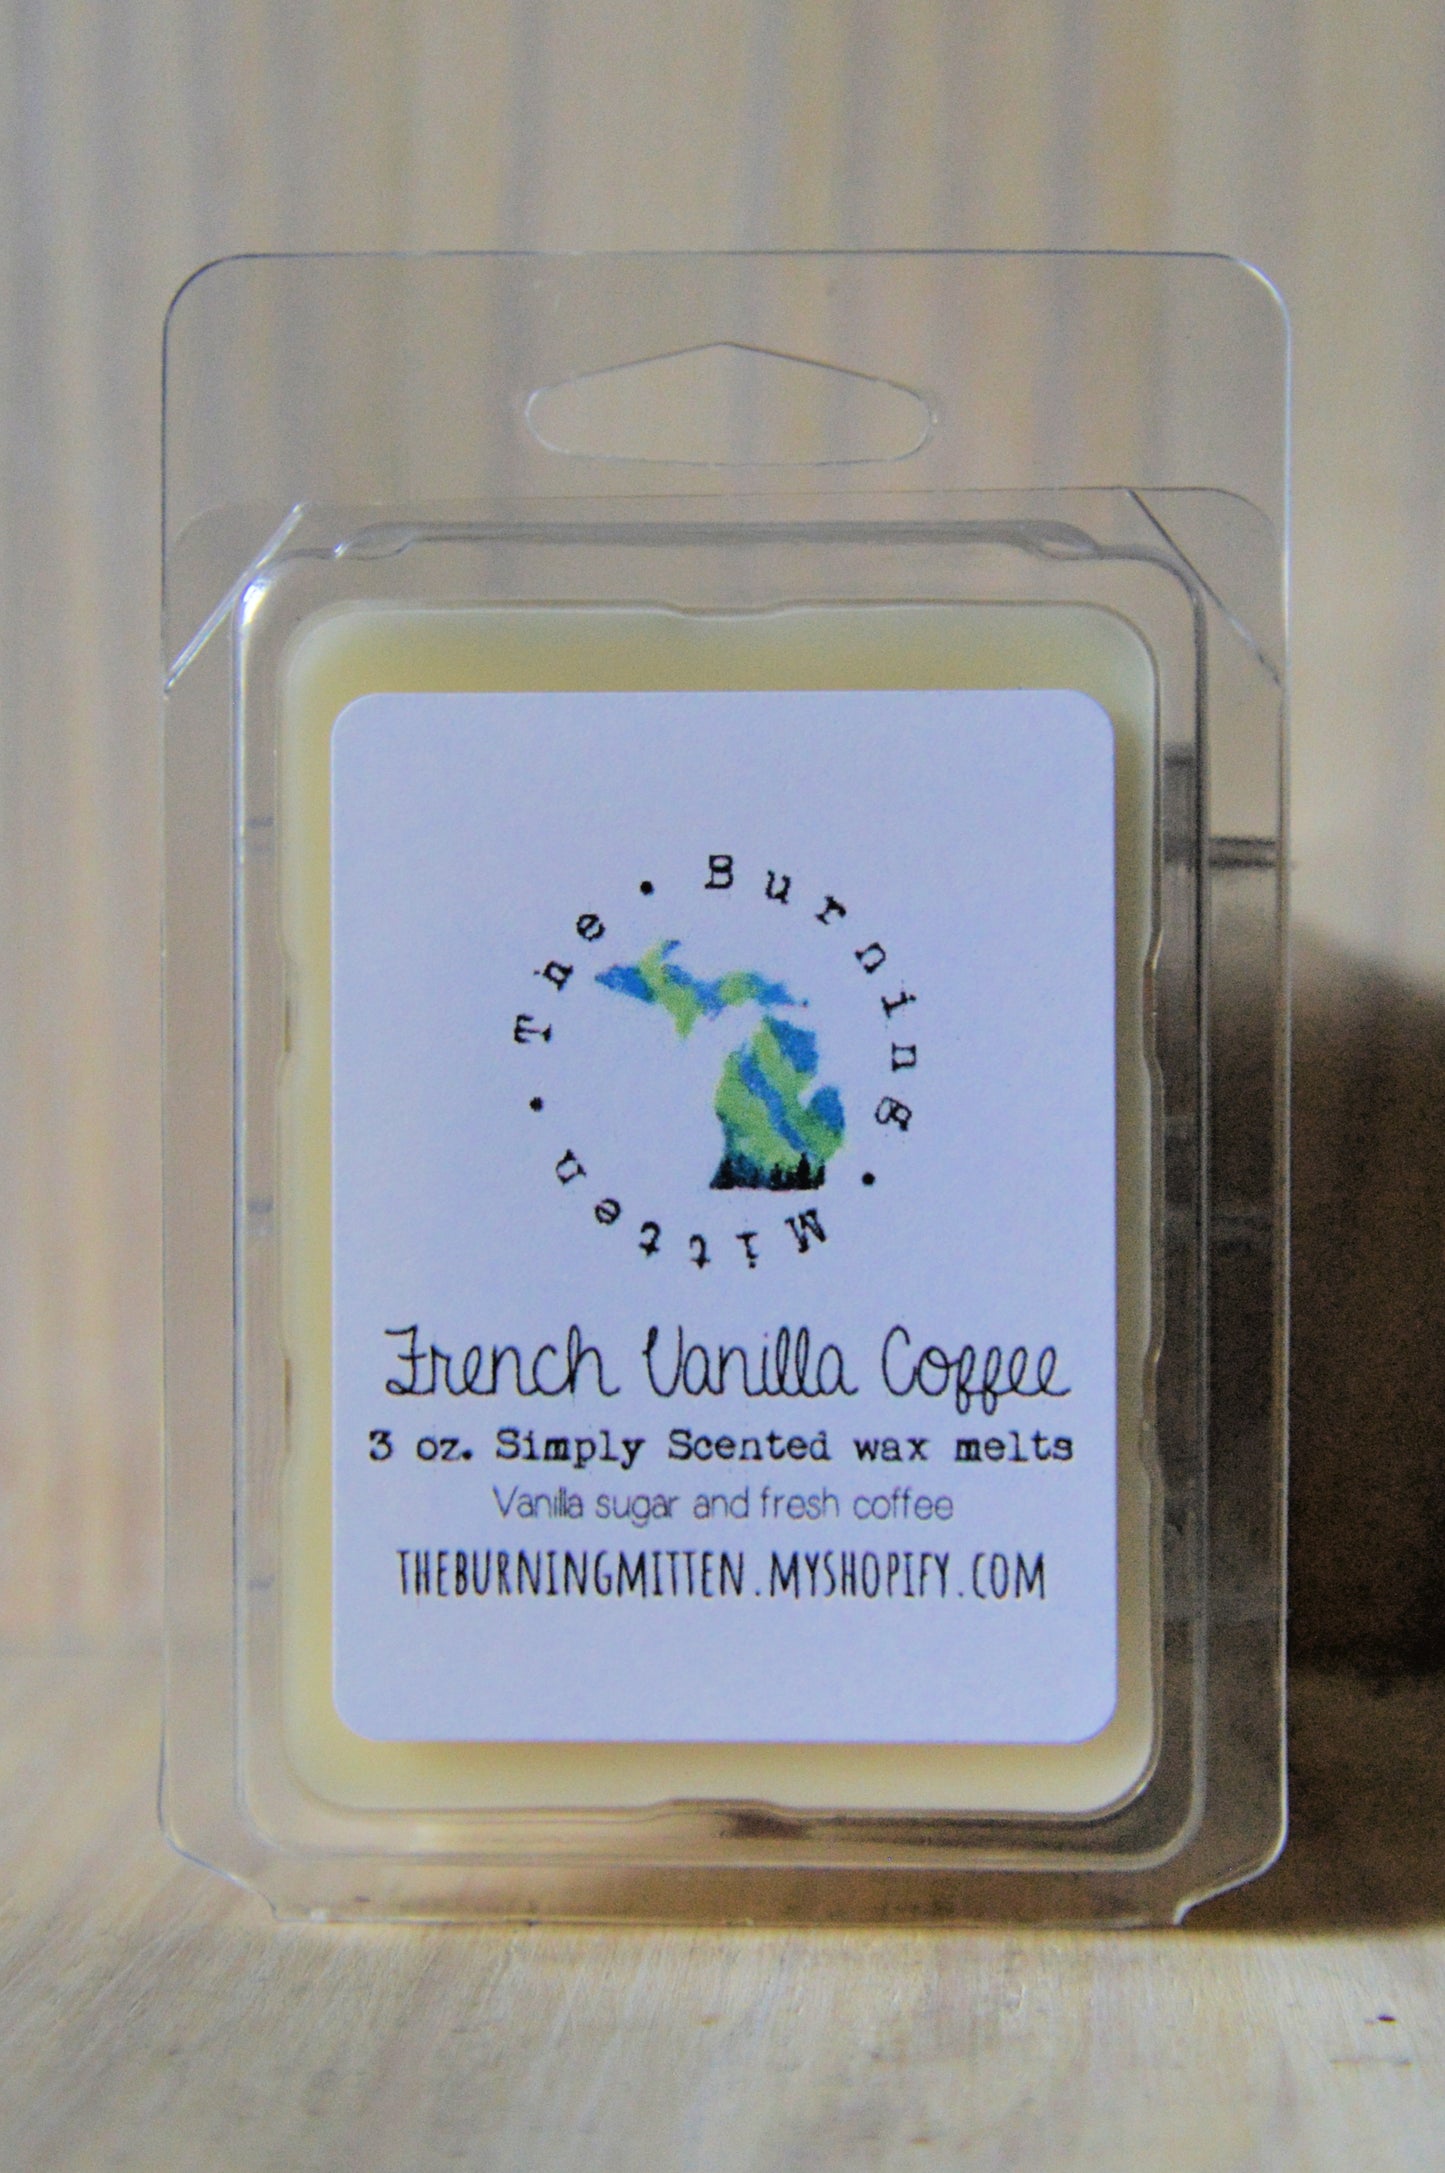 The • Burning • Mitten •
French Vanilla Coffee
3 oz. Simply Scented wax melts
Vanilla sugar and fresh coffee
THEBURNINGMITTEN.MYSHOPIFY.COM